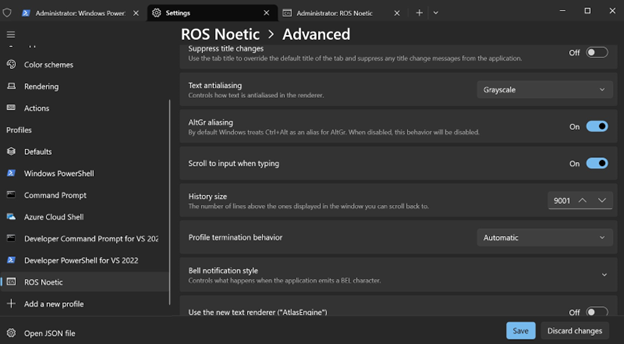 Administrator: Windows Power
Settings
Administrator: ROS Noetic
ROS Noetic > Advanced
Color schemes
Rendering
Actions
Profiles
Defaults
Windows PowerShell
Command Prompt
Azure Cloud Shell
Developer Command Prompt for VS 202
Developer PowerShell for VS 2022
ROS Noetic
Add a new profile
Open JSON file
Suppress title changes
Off
Use the tab title to override the default title of the tab and suppress any title change messages from the application.
Text antialiasing
Controls how text is antialiased in the renderer.
Grayscale
AltGr aliasing
By default Windows treats Ctrl+Alt as an alias for AltGr. When disabled, this behavior will be disabled.
On
Scroll to input when typing
On
History size
The number of lines above the ones displayed in the window you can scroll back to.
9001
Profile termination behavior
Automatic
Bell notification style
Controls what happens when the application emits a BEL character.
Use the new text renderer ("AtlasEngine")
Off
Save
Discard changes